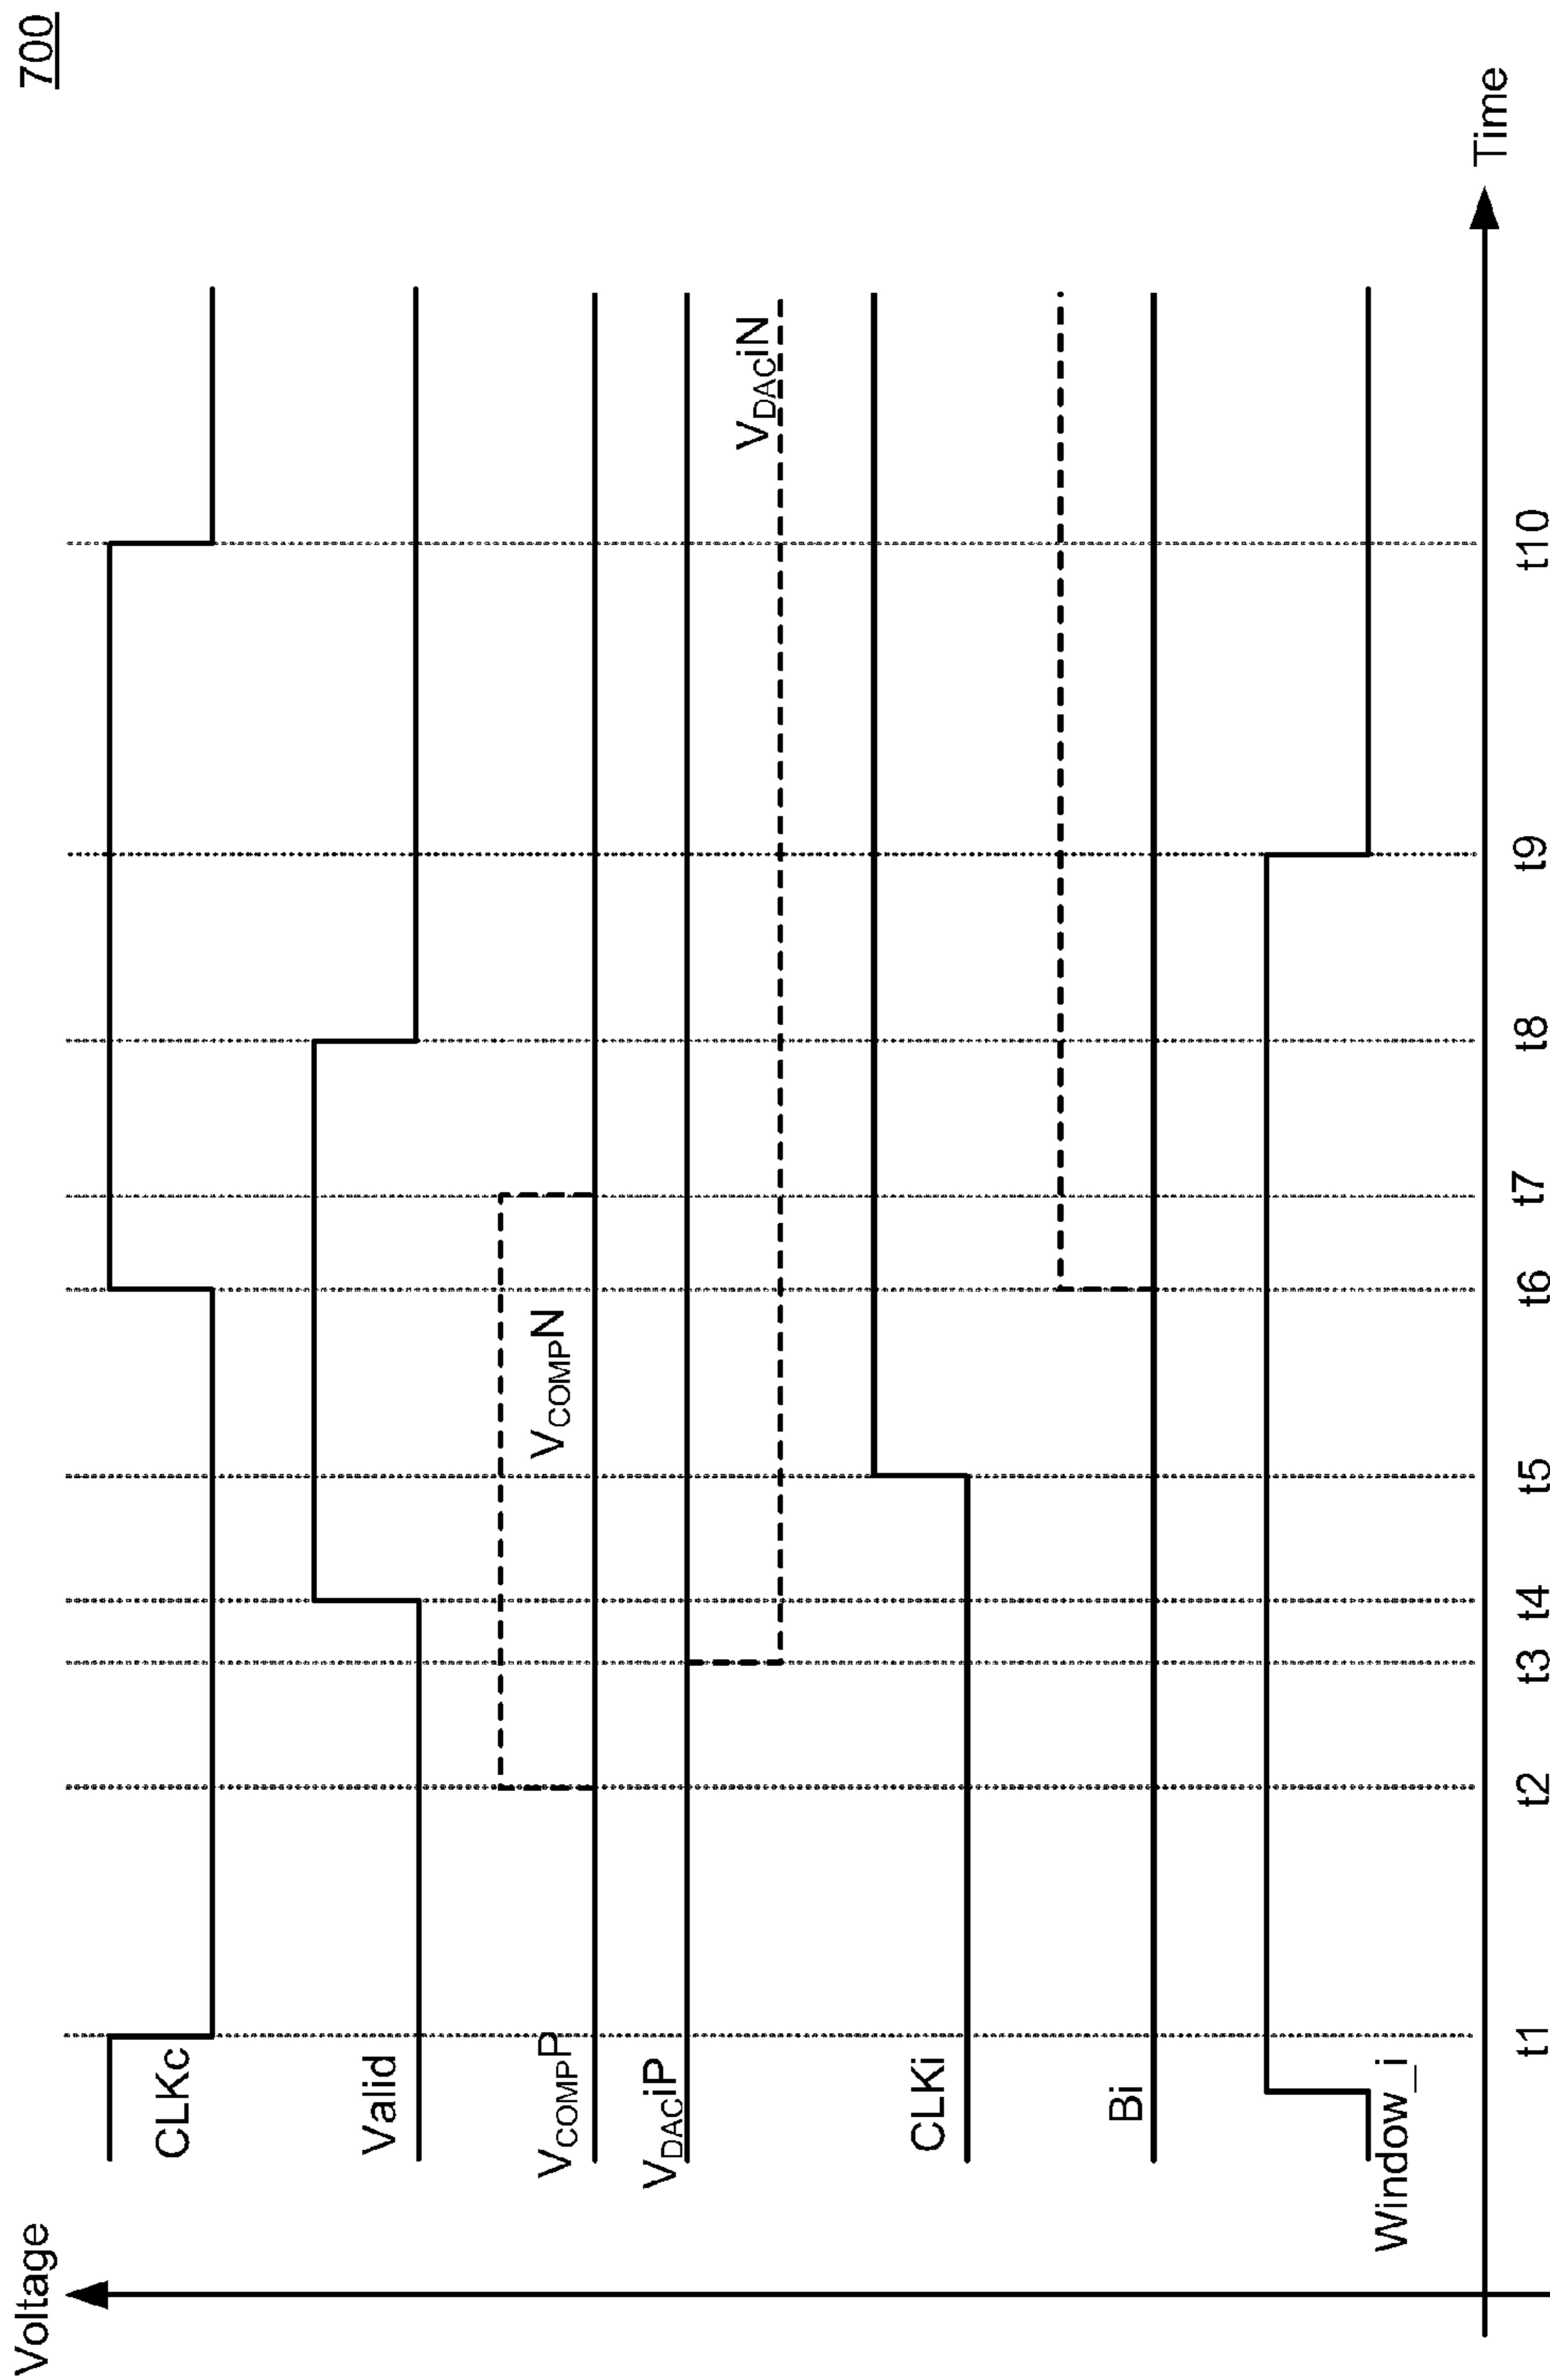 700
Voltage
CLKc
Valid
VCOMPP
VCOMPN
VDACiP
VDACiN
CLKi
Bi
Window_i
t1
t2
t3
t4
t5
t6
t7
t8
t9
t10
Time